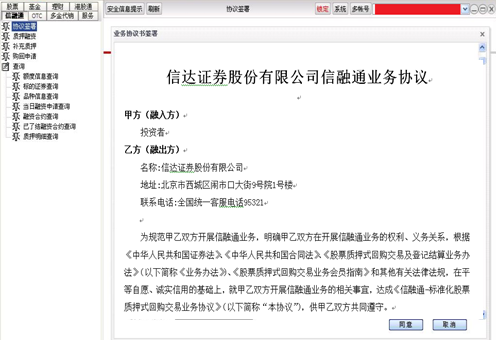 股票 基金 理财 港股通
信融通 OTC 多金代销 服务
安全信息提示 刷新 协议签署 锁定 系统 多帐号
协议签署
质押融资
补充质押
购回申请
查询
额度信息查询
标的证券查询
品种信息查询
当日融资申请查询
融资合约查询
已了结融资合约查询
质押明细查询
业务协议书签署
信达证券股份有限公司信融通业务协议
甲方（融入方）
投资者
乙方（融出方）
名称:信达证券股份有限公司
地址:北京市西城区闹市口大街9号院1号楼
联系电话:全国统一客服电话95321
为规范甲乙双方开展信融通业务，明确甲乙双方在开展信融通业务的权利、义务关系，根据
《中华人民共和国证券法》、《中华人民共和国合同法》、《股票质押式回购交易及登记结算业务办
法》（以下简称《业务办法》）、《股票质押式回购交易业务会员指南》和其他有关法律规，在平
等自愿、诚实信用的基础上，就甲乙双方开展信融通业务的相关事宜，达成《信融通-标准化股票
质押式回购交易业务协议》（以下简称“本协议”），供甲乙双方共同遵守。
同意 取消